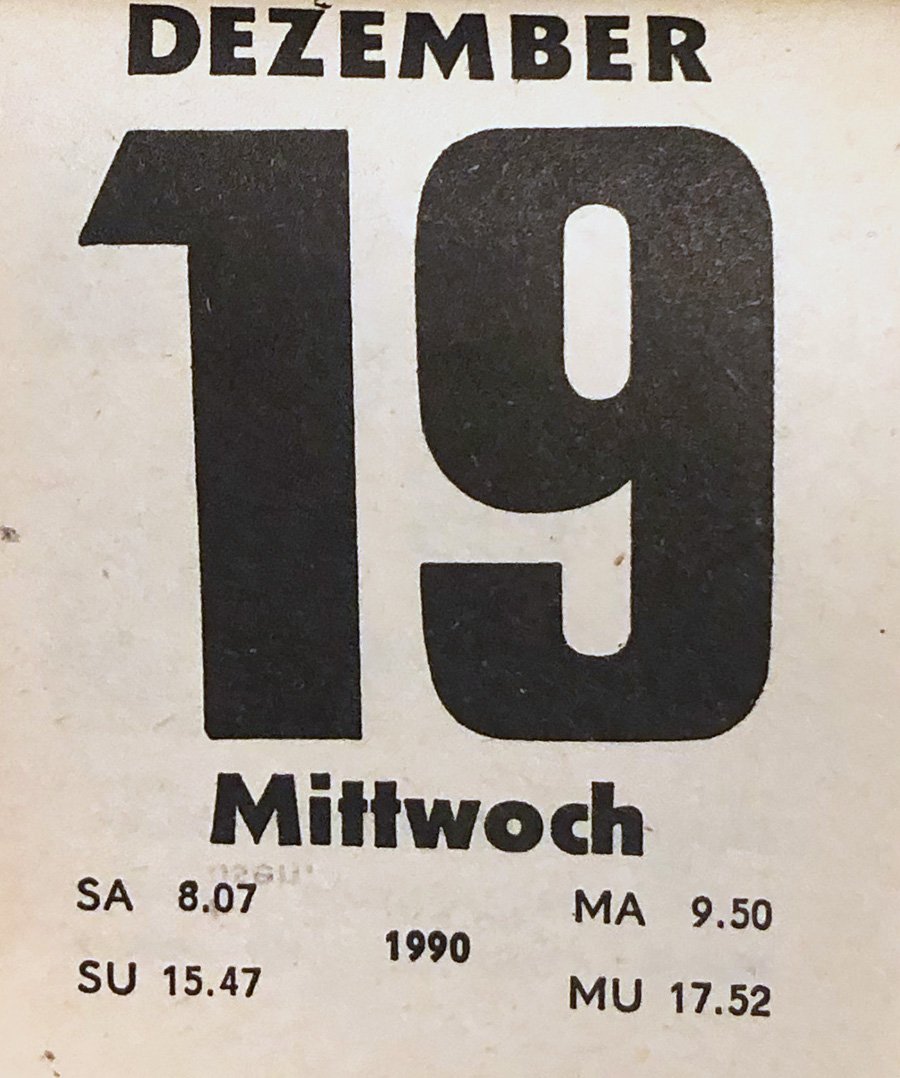 DEZEMBER
19
Mittwoch
SA 8.07 MA 9.50
1990
SU 15.47 MU 17.52